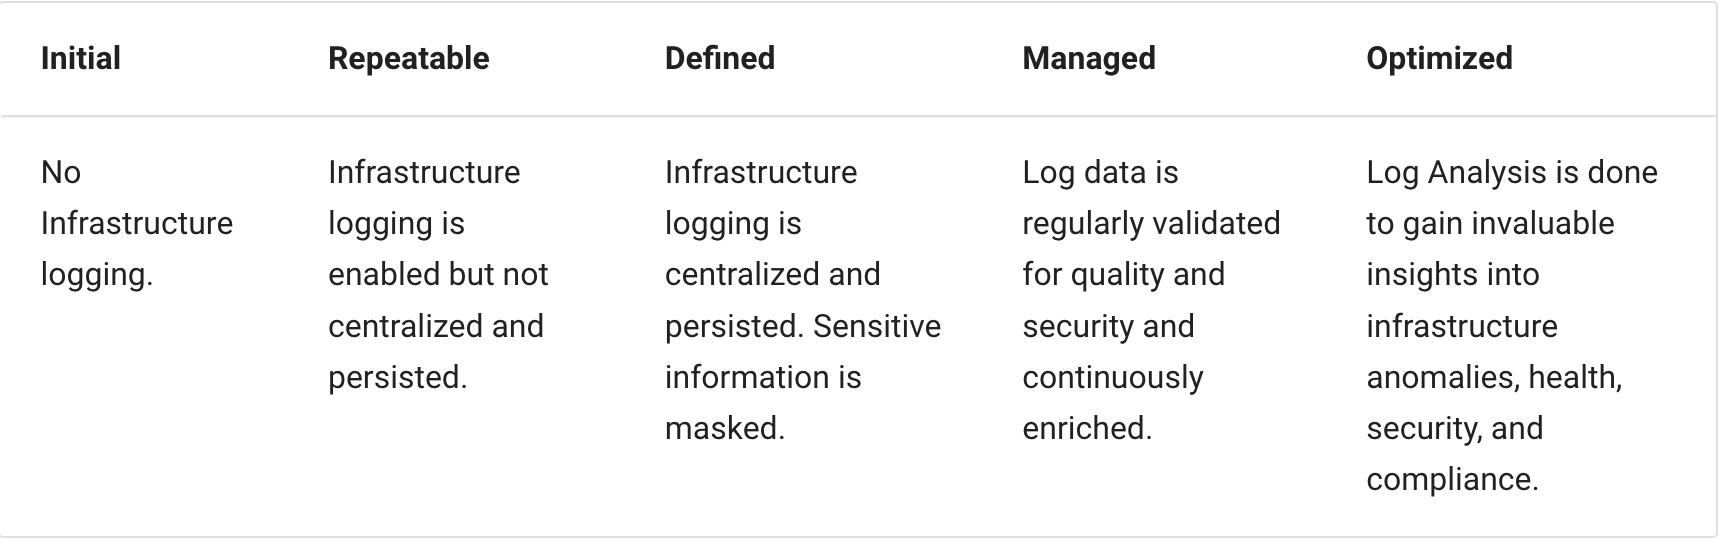 Initial
Repeatable
Defined
Managed
Optimized
No
Infrastructure
logging.
Infrastructure
logging is
enabled but not
centralized and
persisted.
Infrastructure
logging is
centralized and
persisted. Sensitive
information is
masked.
Log data is
regularly validated
for quality and
security and
continuously
enriched.
Log Analysis is done
to gain invaluable
insights into
infrastructure
anomalies, health,
security, and
compliance.